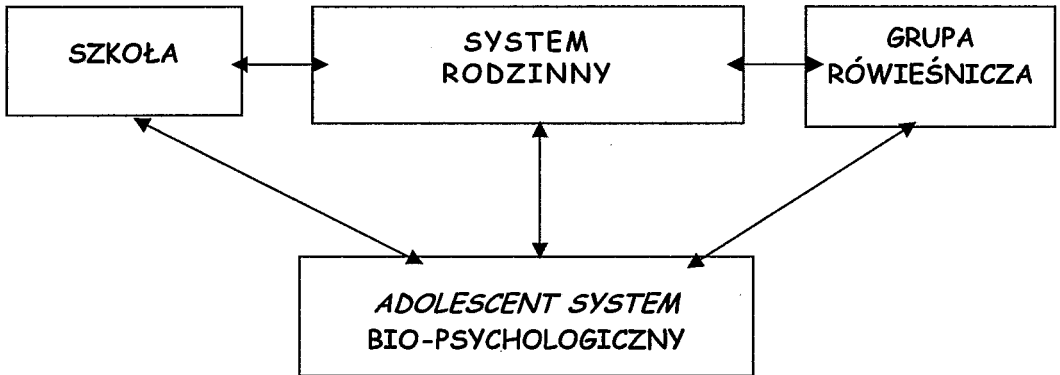 SZKOŁA
SYSTEM
RODZINNY
GRUPA
RÓWIEŚNICZA
ADOLESCENT SYSTEM
BIO-PSYCHOLOGICZNY